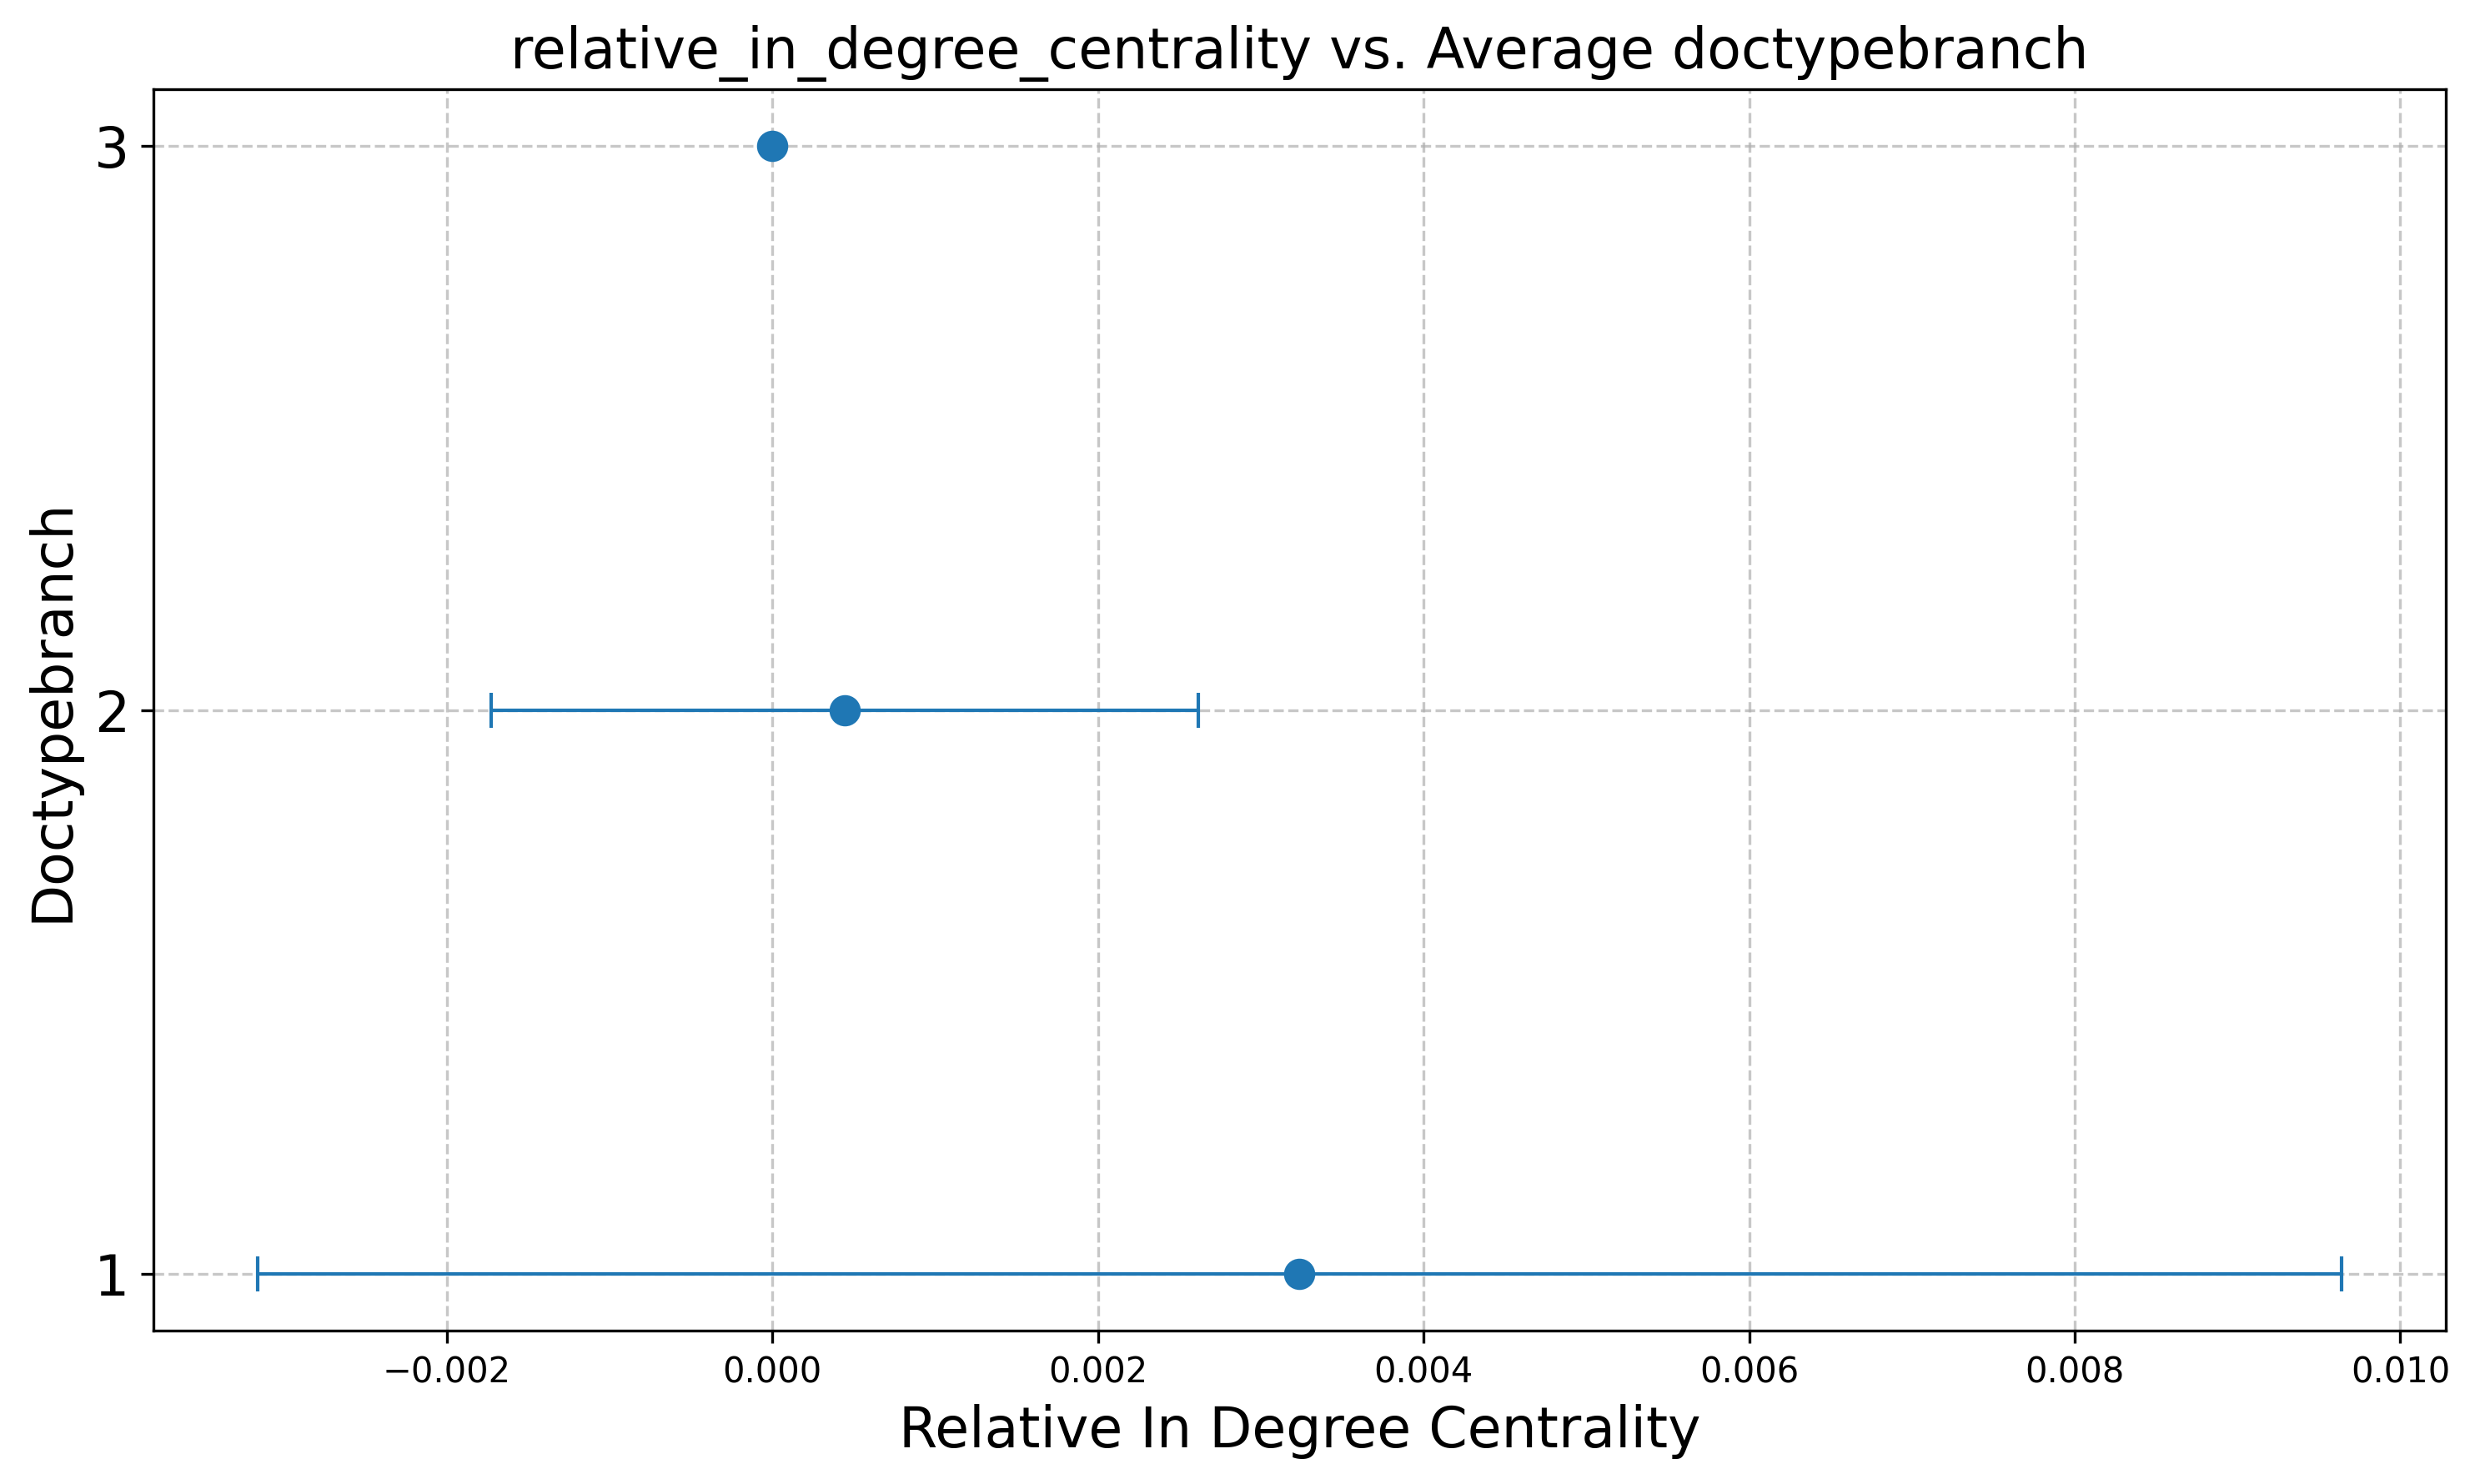 relative_in_degree_centrality vs. Average doctypebranch
3
2
1
Doctypebranch
−0.002 0.000 0.002 0.004 0.006 0.008 0.010
Relative In Degree Centrality